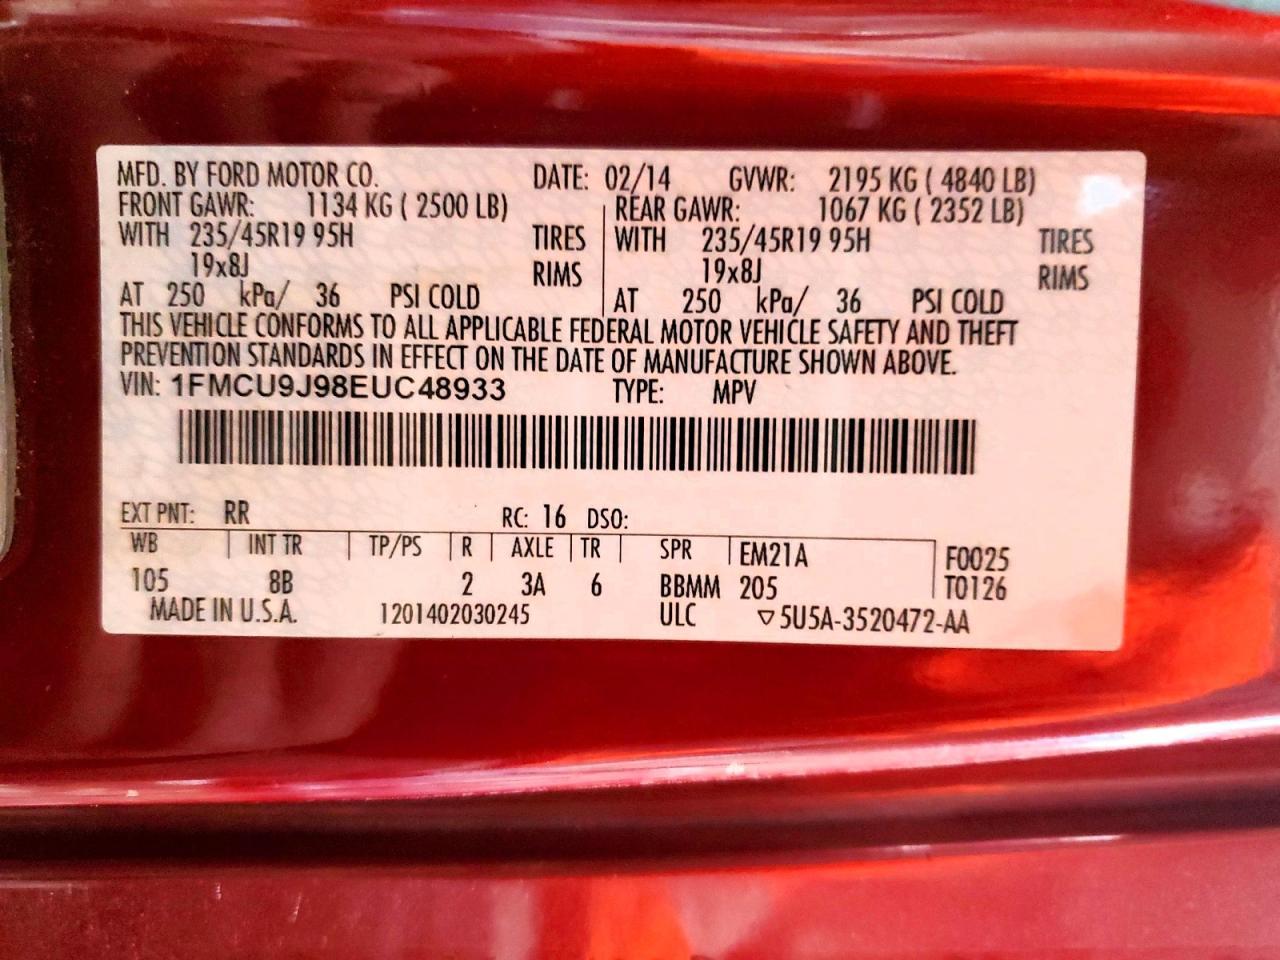 MFD. BY FORD MOTOR CO. DATE: 02/14 GVWR: 2195 KG ( 4840 LB)
FRONT GAWR: 1134 KG ( 2500 LB) REAR GAWR: 1067 KG ( 2352 LB)
WITH 235/45R19 95H TIRES WITH 235/45R19 95H TIRES
19x8J RIMS 19x8J RIMS
AT 250 kPa/ 36 PSI COLD AT 250 kPa/ 36 PSI COLD
THIS VEHICLE CONFORMS TO ALL APPLICABLE FEDERAL MOTOR VEHICLE SAFETY AND THEFT
PREVENTION STANDARDS IN EFFECT ON THE DATE OF MANUFACTURE SHOWN ABOVE.
VIN: 1FMCU9J98EUC48933 TYPE: MPV
EXT PNT: RR RC: 16 DSO:
WB INT TR TP/PS R AXLE TR SPR EM21A F0025
105 8B 2 3A 6 BBMM 205 T0126
MADE IN U.S.A. 1201402030245 ULC ▽5U5A-3520472-AA